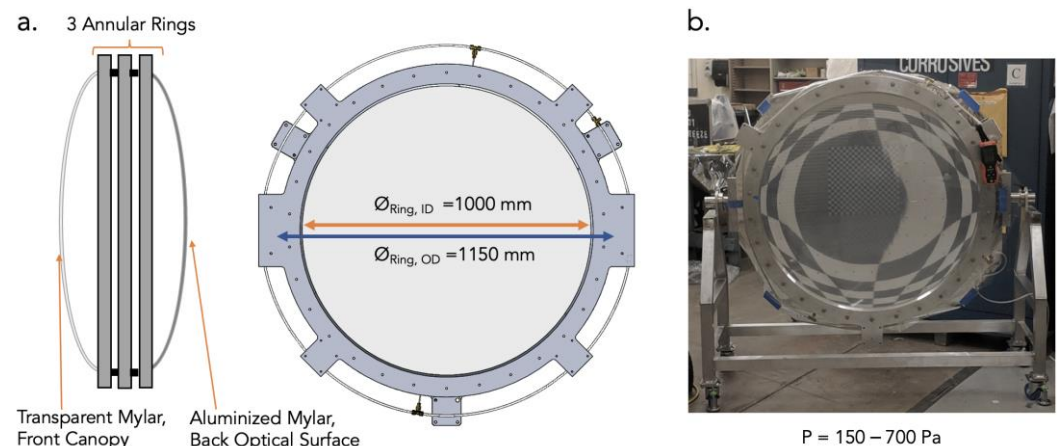 a.
3 Annular Rings
Transparent Mylar,
Front Canopy
Aluminized Mylar,
Back Optical Surface
ØRing, ID =1000 mm
ØRing, OD =1150 mm
b.
CORROSIVES
C
P = 150 – 700 Pa